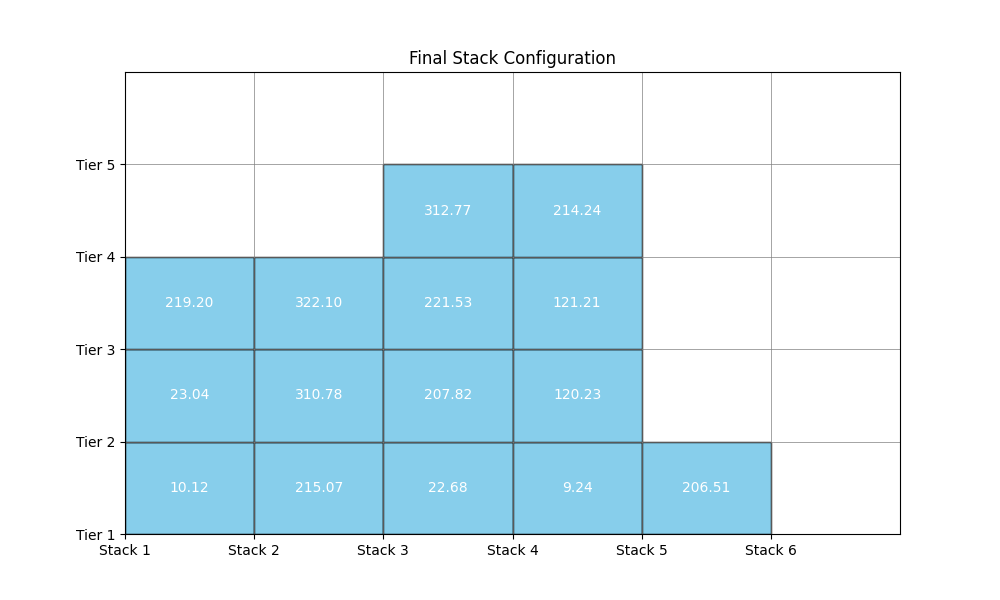 Final Stack Configuration
Tier 5
312.77 214.24
Tier 4
219.20 322.10 221.53 121.21
Tier 3
23.04 310.78 207.82 120.23
Tier 2
10.12 215.07 22.68 9.24 206.51
Tier 1
Stack 1 Stack 2 Stack 3 Stack 4 Stack 5 Stack 6